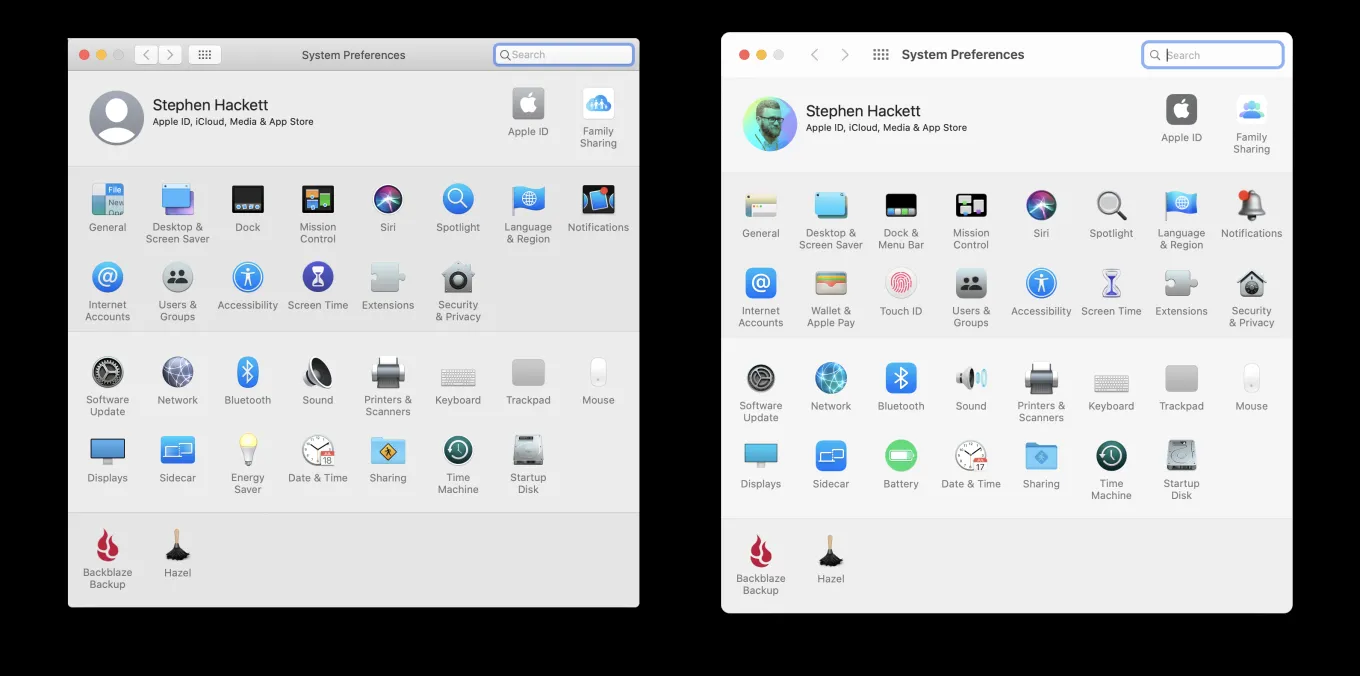 System Preferences
Search
Stephen Hackett
Apple ID, iCloud, Media & App Store
Apple ID
Family
Sharing
File
New
General
Desktop &
Screen Saver
Dock
Mission
Control
Siri
Spotlight
Language
& Region
Notifications
Internet
Accounts
Users &
Groups
Accessibility
Screen Time
Extensions
Security
& Privacy
Software
Update
Network
Bluetooth
Sound
Printers &
Scanners
Keyboard
Trackpad
Mouse
Displays
Sidecar
Energy
Saver
18
Date & Time
Sharing
Time
Machine
Startup
Disk
Backblaze
Backup
Hazel
System Preferences
Search
Stephen Hackett
Apple ID, iCloud, Media & App Store
Apple ID
Family
Sharing
General
Desktop &
Screen Saver
Dock &
Menu Bar
Mission
Control
Siri
Spotlight
Language
& Region
Notifications
@
Internet
Accounts
Wallet &
Apple Pay
Touch ID
Users &
Groups
Accessibility
Screen Time
Extensions
Security
& Privacy
Software
Update
Network
Bluetooth
Sound
Printers &
Scanners
Keyboard
Trackpad
Mouse
Displays
Sidecar
Battery
17
Date & Time
Sharing
Time
Machine
Startup
Disk
Backblaze
Backup
Hazel